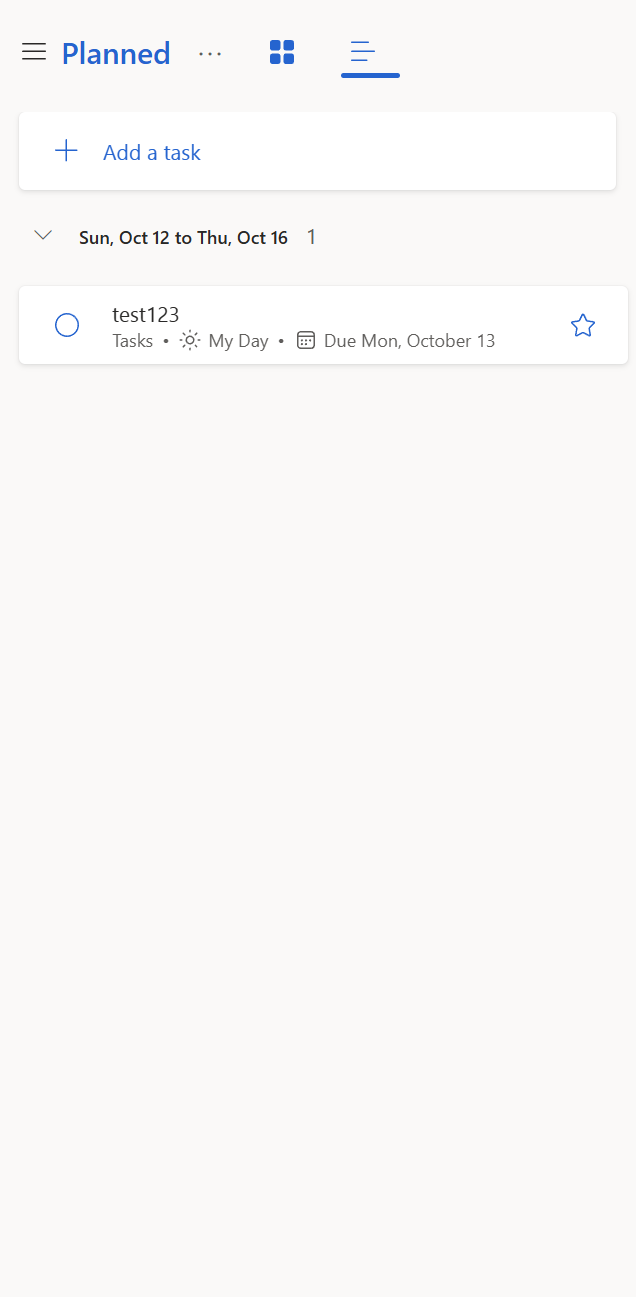 Planned
Add a task
Sun, Oct 12 to Thu, Oct 16 1
test123
Tasks • My Day • Due Mon, October 13